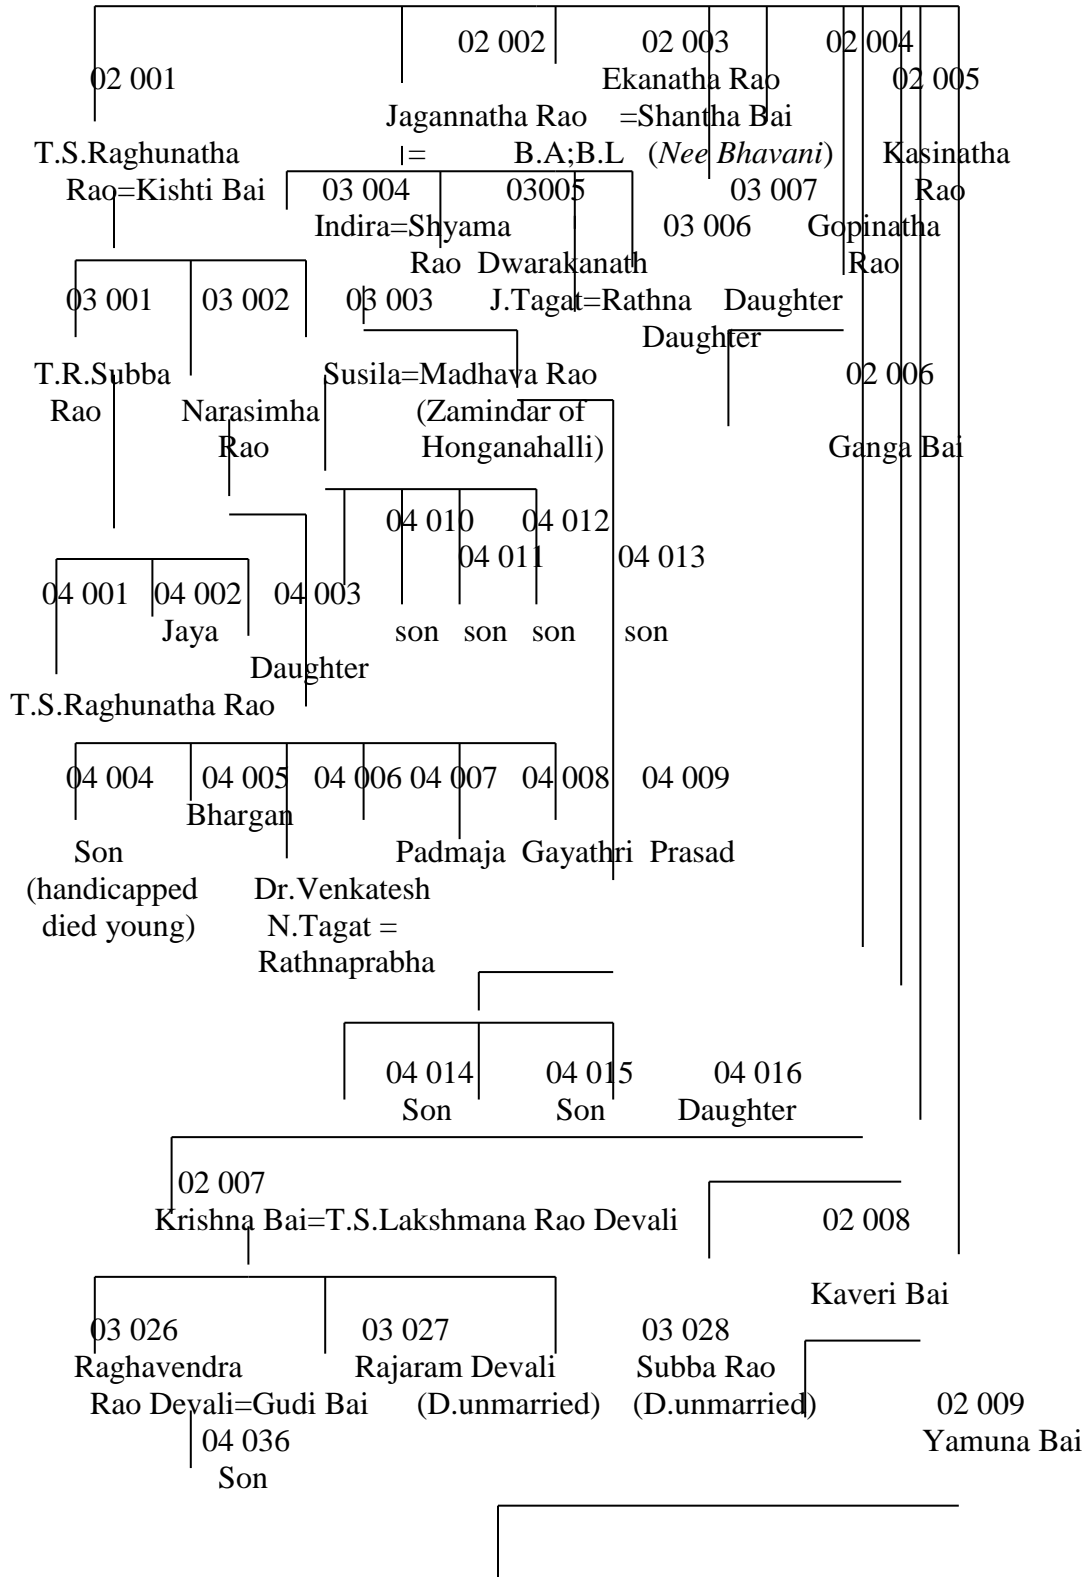 02 002 02 003 02 004
02 001 Ekanatha Rao 02 005
Jagannatha Rao =Shantha Bai
T.S.Raghunatha = B.A;B.L (Nee Bhavani) Kasinatha
Rao=Kishti Bai 03 004 03005 03 007 Rao
Indira=Shyama 03 006 Gopinatha
Rao Dwarakanath Rao
03 001 03 002 03 003 J.Tagat=Rathna Daughter
Daughter
T.R.Subba Susila=Madhava Rao 02 006
Rao Narasimha (Zamindar of
Rao Honganahalli) Ganga Bai
04 010 04 012
04 011 04 013
04 001 04 002 04 003
Jaya son son son son
Daughter
T.S.Raghunatha Rao
04 004 04 005 04 006 04 007 04 008 04 009
Bhargan
Son Padmaja Gayathri Prasad
(handicapped Dr.Venkatesh
died young) N.Tagat =
Rathnaprabha
04 014 04 015 04 016
Son Son Daughter
02 007
Krishna Bai=T.S.Lakshmana Rao Devali 02 008
Kaveri Bai
03 026 03 027 03 028
Raghavendra Rajaram Devali Subba Rao
Rao Devali=Gudi Bai (D.unmarried) (D.unmarried) 02 009
04 036 Yamuna Bai
Son